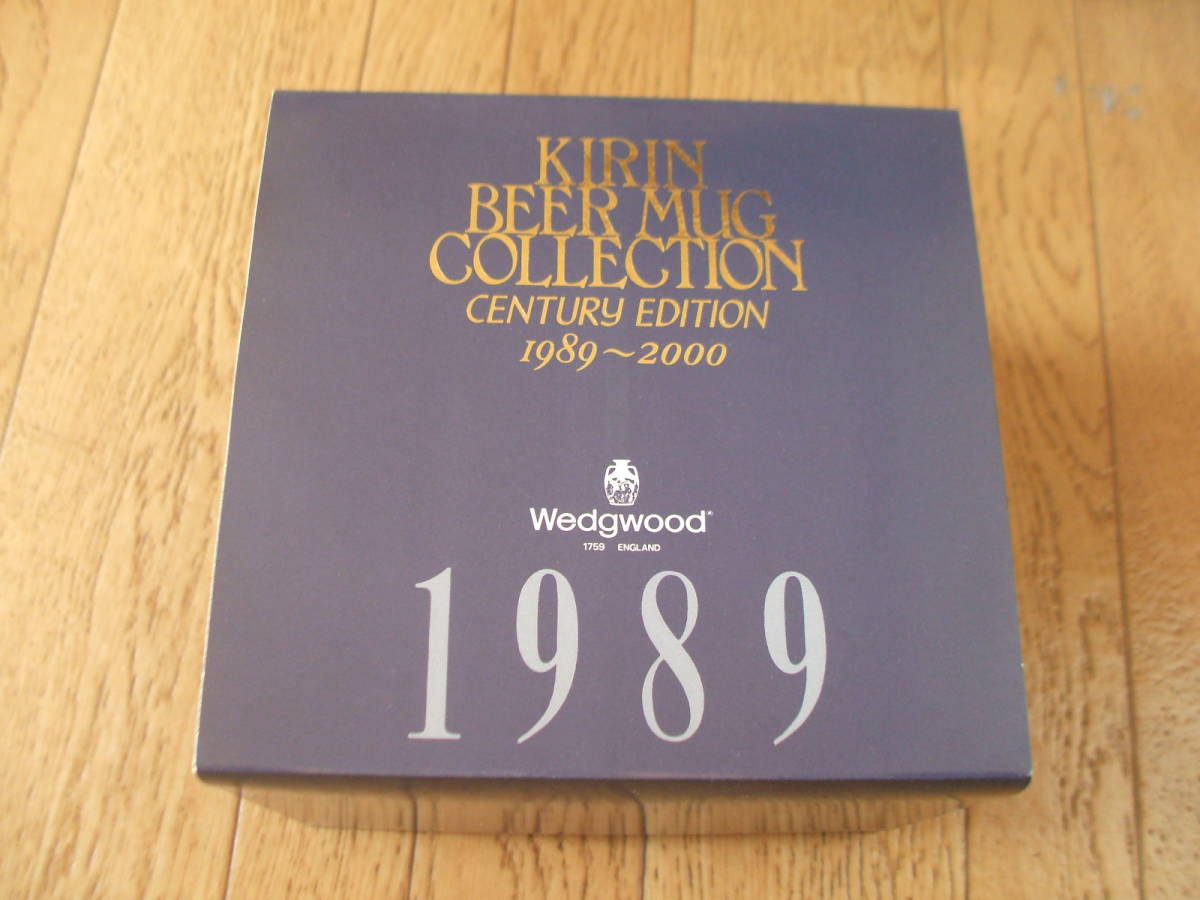 KIRIN
BEER MUG
COLLECTION
CENTURY EDITION
1989~2000
Wedgwood®
1759 ENGLAND
1989